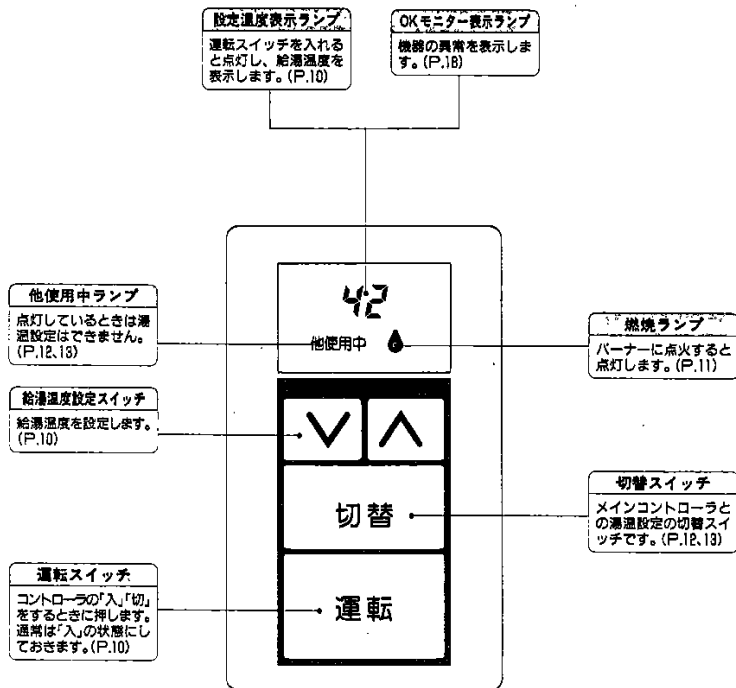 設定温度表示ランプ
運転スイッチを入れる
と点灯し、給湯温度を
表示します。(P.10)
OKモニター表示ランプ
機器の異常を表示しま
す。(P.18)
42
他使用中
他使用中ランプ
点灯しているときは湯
温設定はできません。
(P.12、13)
燃焼ランプ
バーナーに点火すると
点灯します。(P.11)
給湯温度設定スイッチ
給湯温度を設定します。
(P.10)
切替
切替スイッチ
メインコントローラと
の湯温設定の切替スイ
ッチです。(P.12、13)
運転スイッチ
コントローラの｢入｣｢切｣
をするときに押します。
通常は｢入｣の状態にし
ておきます。(P.10)
運転